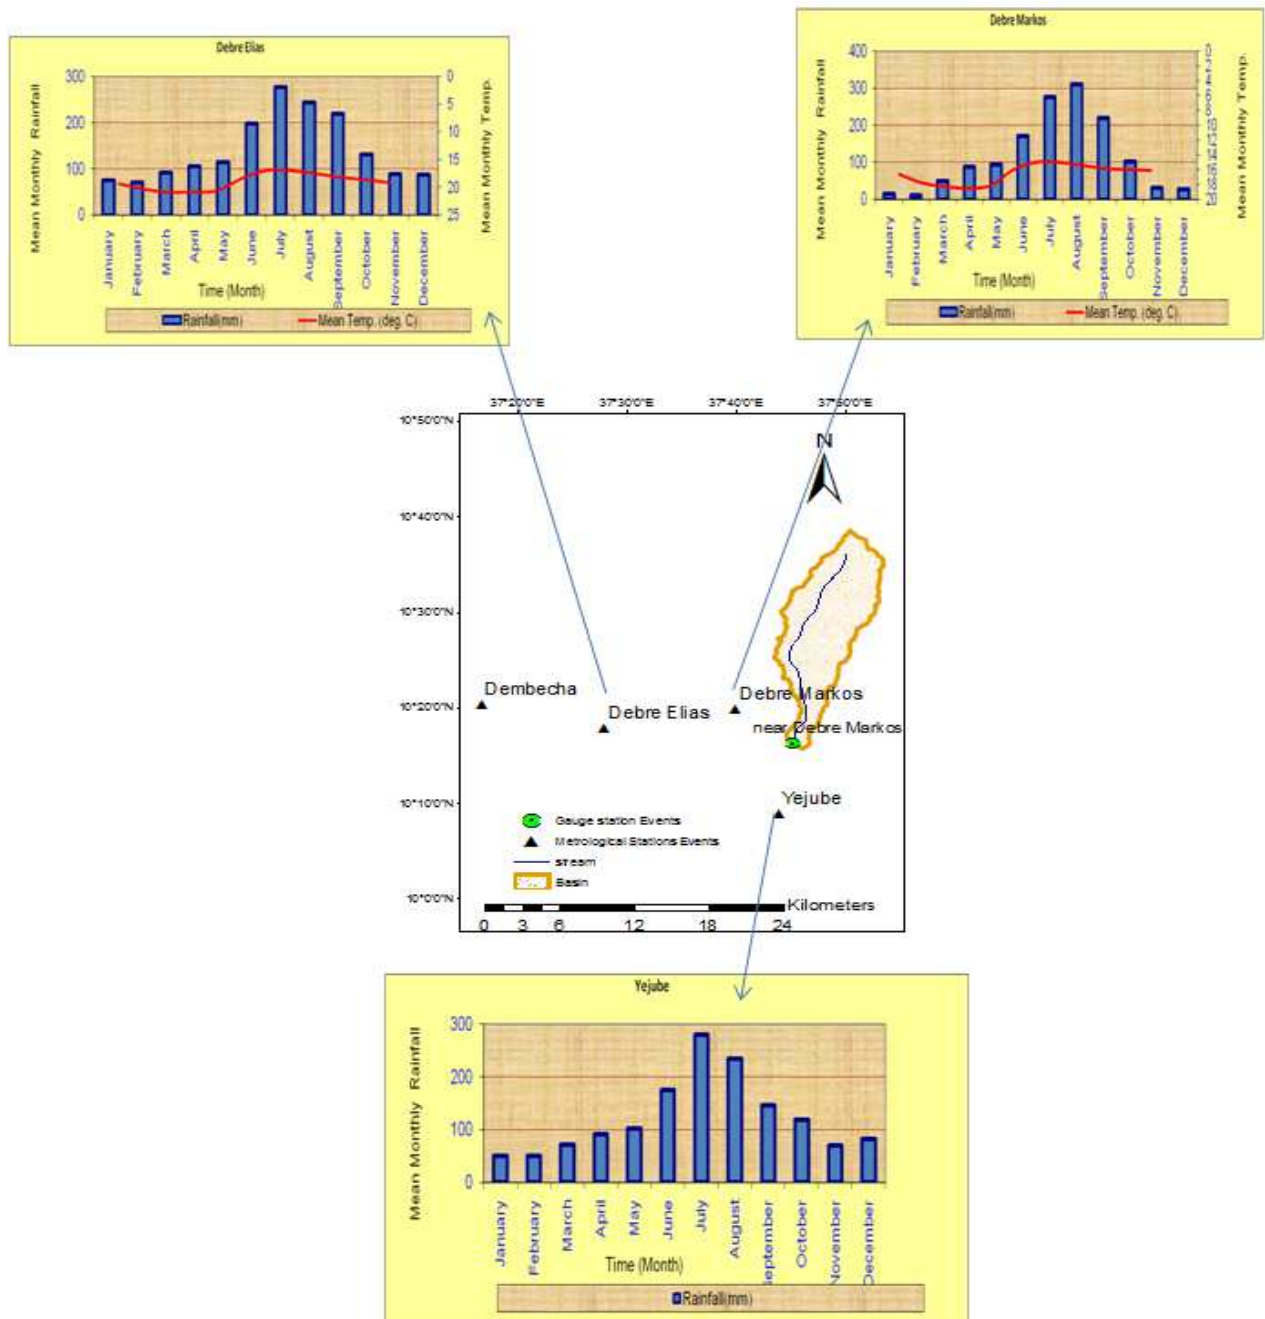 Debre Elias
Mean Monthly Rainfall
300
200
100
0
0
5
10
15
20
25
Mean Monthly Temp.
January
February
March
April
May
June
July
August
September
October
November
December
Time (Month)
Rainfall(mm)
Mean Temp. (deg. C)
Debre Markos
Mean Monthly Rainfall
400
300
200
100
0
Mean Monthly Temp.
January
February
March
April
May
June
July
August
September
October
November
December
Time (Month)
Rainfall(mm)
Mean Temp. (deg. C)
37°20'0"E
37°30'0"E
37°40'0"E
37°50'0"E
10°50'0"N
10°40'0"N
10°30'0"N
10°20'0"N
10°10'0"N
10°0'0"N
N
Dembecha
Debre Elias
Debre Markos
near Debre Markos
Yejube
Gauge station Events
Metrological Stations Events
stream
Basin
Kilometers
0 3 6 12 18 24
Yejube
Mean Monthly Rainfall
300
200
100
0
January
February
March
April
May
June
July
August
September
October
November
December
Time (Month)
Rainfall(mm)